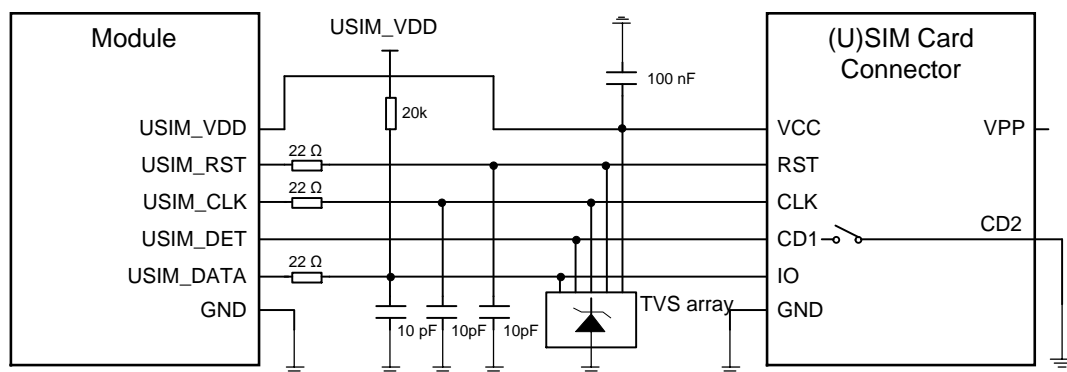 Module
USIM_VDD
(U)SIM Card
Connector
100 nF
20k
USIM_VDD
VCC
VPP
22 Ω
USIM_RST
RST
22 Ω
USIM_CLK
CLK
USIM_DET
CD1
CD2
22 Ω
USIM_DATA
IO
GND
TVS array
GND
10 pF
10pF
10pF